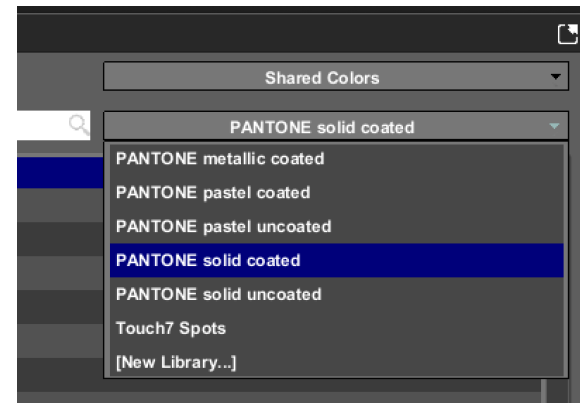 Shared Colors
PANTONE solid coated
PANTONE metallic coated
PANTONE pastel coated
PANTONE pastel uncoated
PANTONE solid coated
PANTONE solid uncoated
Touch7 Spots
[New Library...]